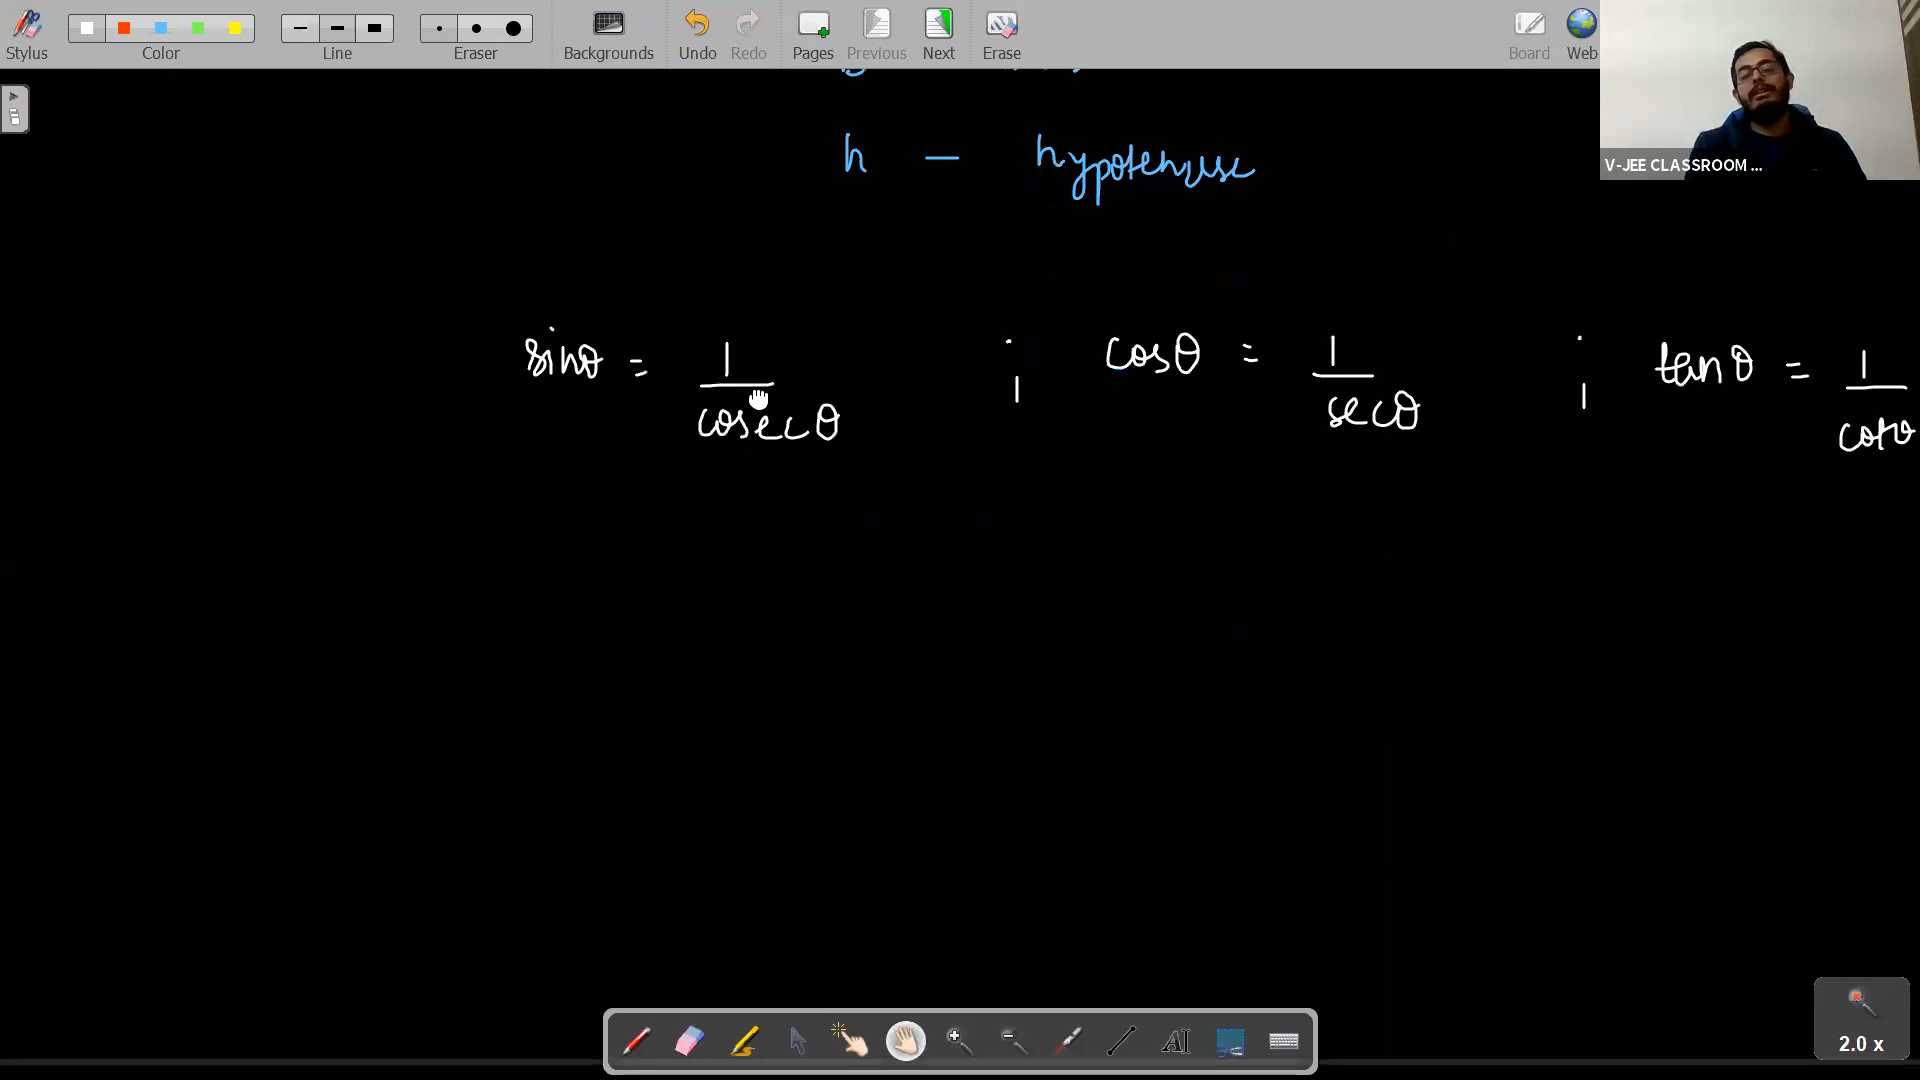 Stylus Color Line Eraser Backgrounds Undo Redo Pages Previous Next Erase Board Web
V-JEE CLASSROOM ...
h — hypotenuse
sinθ = 1/cosecθ ; cosθ = 1/secθ ; tanθ = 1/cotθ
2.0 x